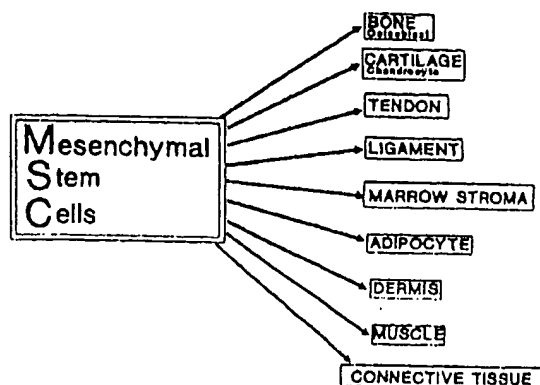 BONE
Osteoblast
CARTILAGE
Chondrocyte
TENDON
Mesenchymal
Stem
Cells
LIGAMENT
MARROW STROMA
ADIPOCYTE
DERMIS
MUSCLE
CONNECTIVE TISSUE